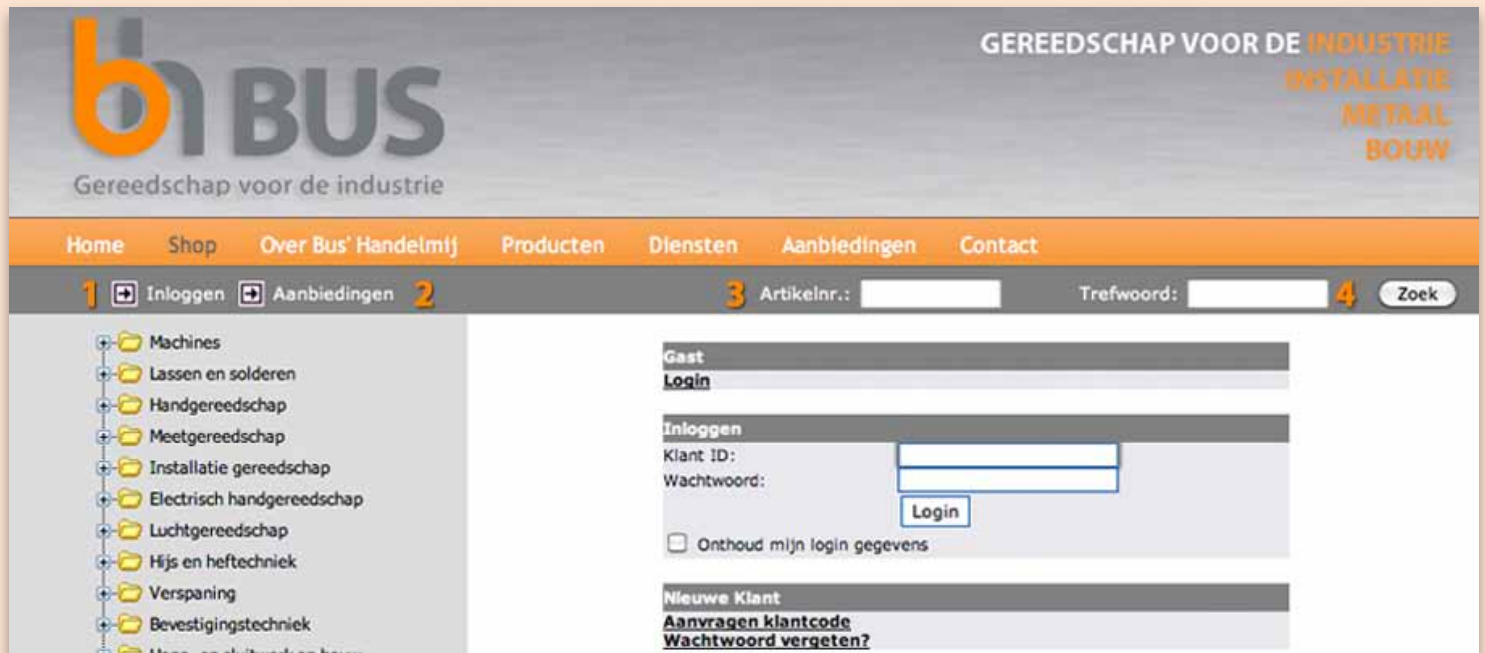 bh BUS
Gereedschap voor de industrie
GEREEDSCHAP VOOR DE INDUSTRIE
INSTALLATIE
METAAL
BOUW
Home Shop Over Bus' Handelmij Producten Diensten Aanbiedingen Contact
1 Inloggen Aanbiedingen 2 3 Artikelnr.: Trefwoord: 4 Zoek
Machines
Lassen en solderen
Handgereedschap
Meetgereedschap
Installatie gereedschap
Electrisch handgereedschap
Luchtgereedschap
Hijs en heftechniek
Verspaning
Bevestigingstechniek
Gast
Login
Inloggen
Klant ID:
Wachtwoord:
Login
Onthoud mijn login gegevens
Nieuwe Klant
Aanvragen klantcode
Wachtwoord vergeten?